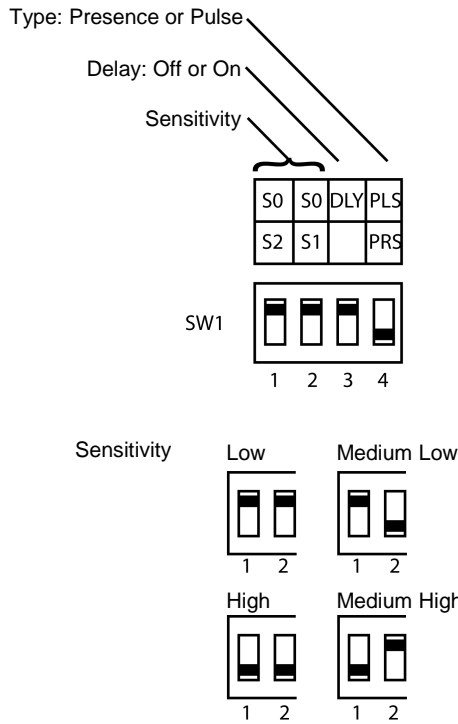 Type: Presence or Pulse
Delay: Off or On
Sensitivity
S0 S0 DLY PLS
S2 S1 PRS
SW1
1 2 3 4
Sensitivity
Low Medium Low
1 2 1 2
High Medium High
1 2 1 2